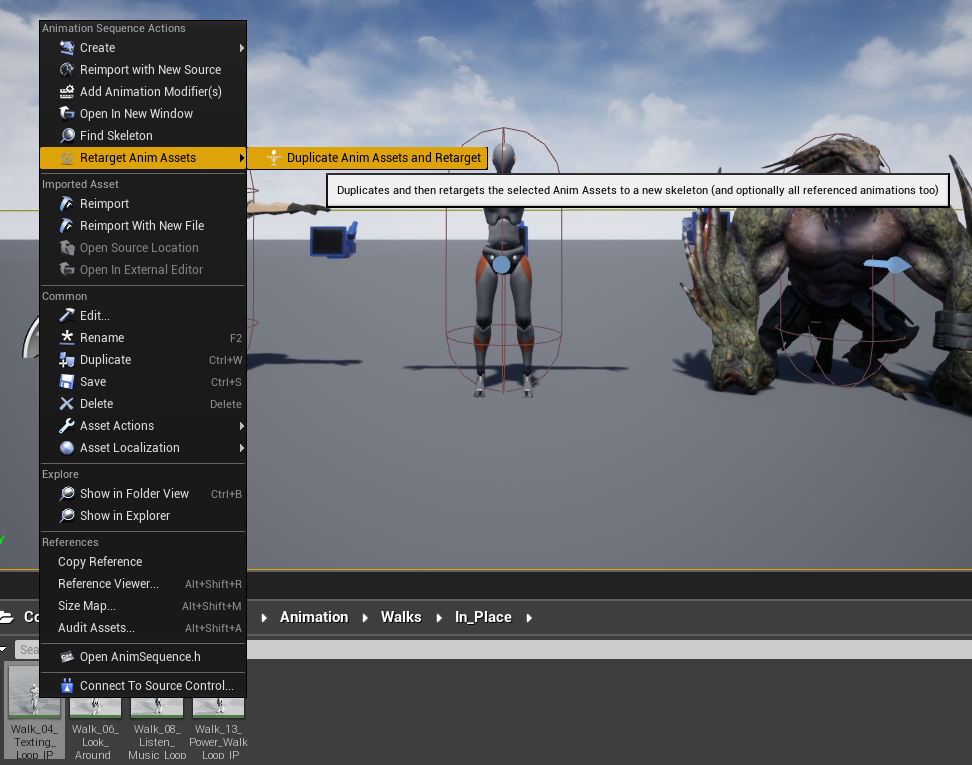 Animation Sequence Actions
Create
Reimport with New Source
Add Animation Modifier(s)
Open In New Window
Find Skeleton
Retarget Anim Assets
Duplicate Anim Assets and Retarget
Duplicates and then retargets the selected Anim Assets to a new skeleton (and optionally all referenced animations too)
Imported Asset
Reimport
Reimport With New File
Open Source Location
Open In External Editor
Common
Edit...
Rename F2
Duplicate Ctrl+W
Save Ctrl+S
Delete Delete
Asset Actions
Asset Localization
Explore
Show in Folder View Ctrl+B
Show in Explorer
References
Copy Reference
Reference Viewer... Alt+Shift+R
Size Map... Alt+Shift+M
Audit Assets... Alt+Shift+A
Open AnimSequence.h
Connect To Source Control...
Y
Co
Animation Walks In_Place
Sea
Walk_04_
Texting_
Loop_IP
Walk_06_
Look_
Around
Walk_08_
Listen_
Music_Loop
Walk_13_
Power_Walk
Loop_IP